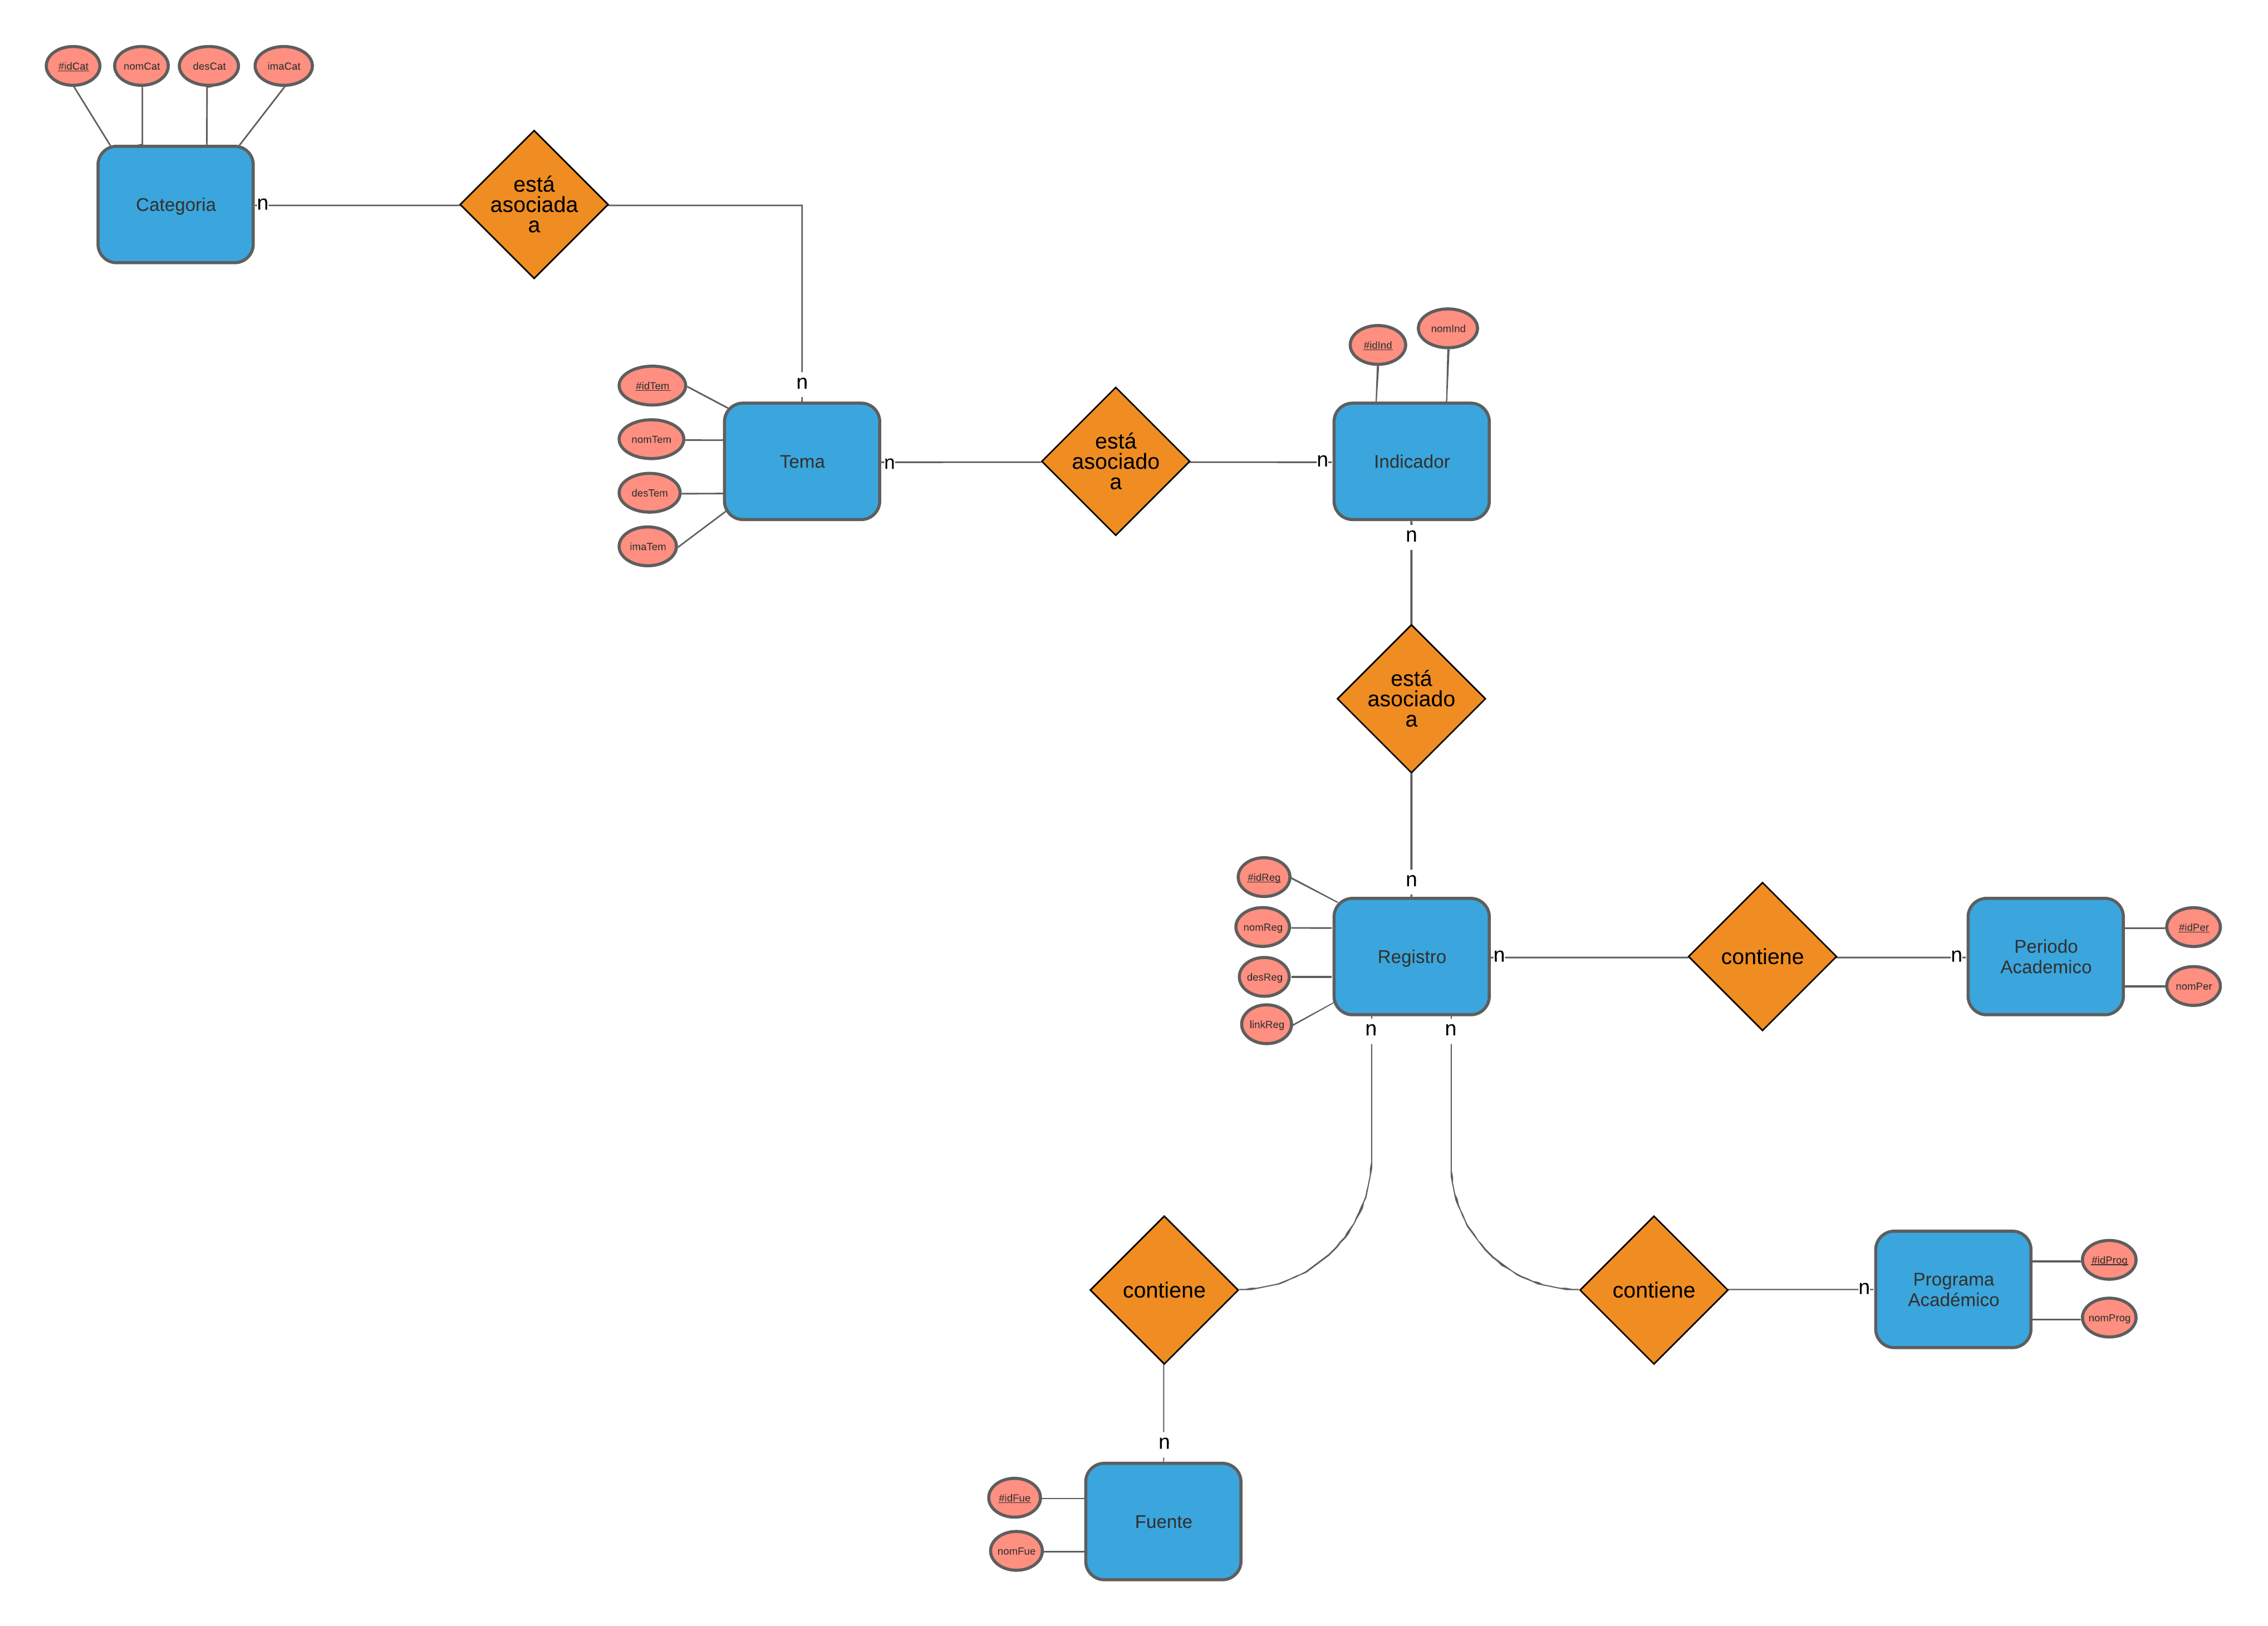 #idCat
nomCat
desCat
imaCat
Categoria
n
está
asociada
a
n
#idTem
nomTem
desTem
imaTem
Tema
n
está
asociado
a
n
#idInd
nomInd
Indicador
n
está
asociado
a
n
#idReg
nomReg
desReg
linkReg
Registro
n
contiene
n
Periodo
Academico
#idPer
nomPer
n
n
contiene
contiene
n
Programa
Académico
#idProg
nomProg
n
#idFue
nomFue
Fuente